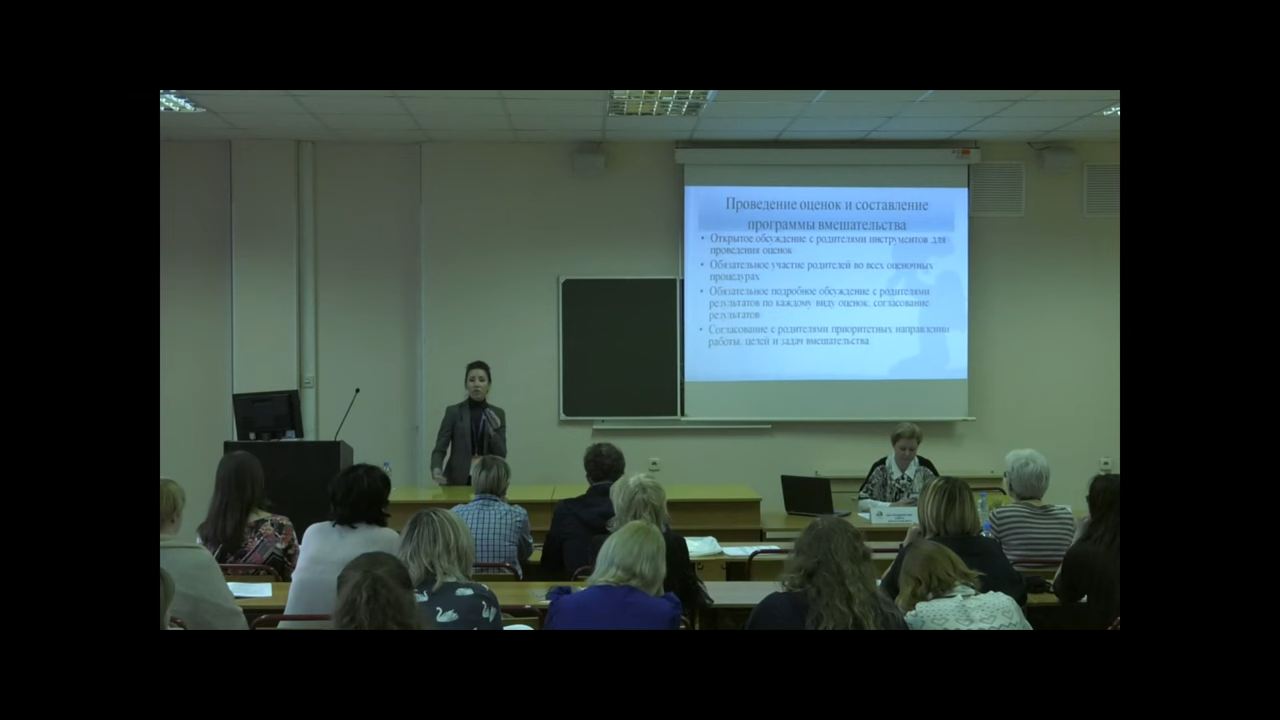 Проведение оценок и составление
программы вмешательства
• Открытое обсуждение с родителями инструментов для
проведения оценок
• Обязательное участие родителей во всех оценочных
процедурах
• Обязательное подробное обсуждение с родителями
результатов по каждому виду оценок: согласование
результатов
• Согласование с родителями приоритетных направлений
работы, целей и задач вмешательства